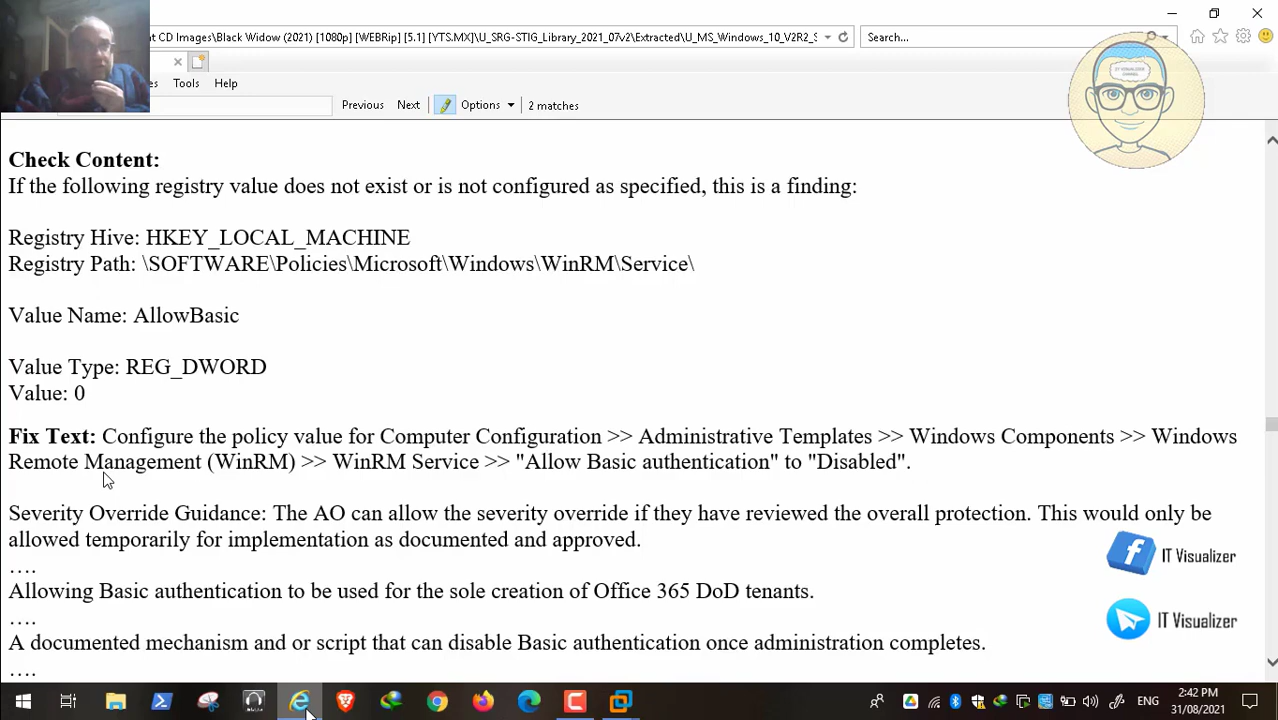 nt CD Images\Black Widow (2021) [1080p] [WEBRip] [5.1] [YTS.MX]\U_SRG-STIG_Library_2021_07v2\Extracted\U_MS_Windows_10_V2R2_S
Search...
es Tools Help
Previous Next Options 2 matches
IT VISUALIZER
CHANNEL
Check Content:
If the following registry value does not exist or is not configured as specified, this is a finding:
Registry Hive: HKEY_LOCAL_MACHINE
Registry Path: \SOFTWARE\Policies\Microsoft\Windows\WinRM\Service\
Value Name: AllowBasic
Value Type: REG_DWORD
Value: 0
Fix Text: Configure the policy value for Computer Configuration >> Administrative Templates >> Windows Components >> Windows
Remote Management (WinRM) >> WinRM Service >> "Allow Basic authentication" to "Disabled".
Severity Override Guidance: The AO can allow the severity override if they have reviewed the overall protection. This would only be
allowed temporarily for implementation as documented and approved.
….
Allowing Basic authentication to be used for the sole creation of Office 365 DoD tenants.
….
A documented mechanism and or script that can disable Basic authentication once administration completes.
….
IT Visualizer
IT Visualizer
ENG
2:42 PM
31/08/2021